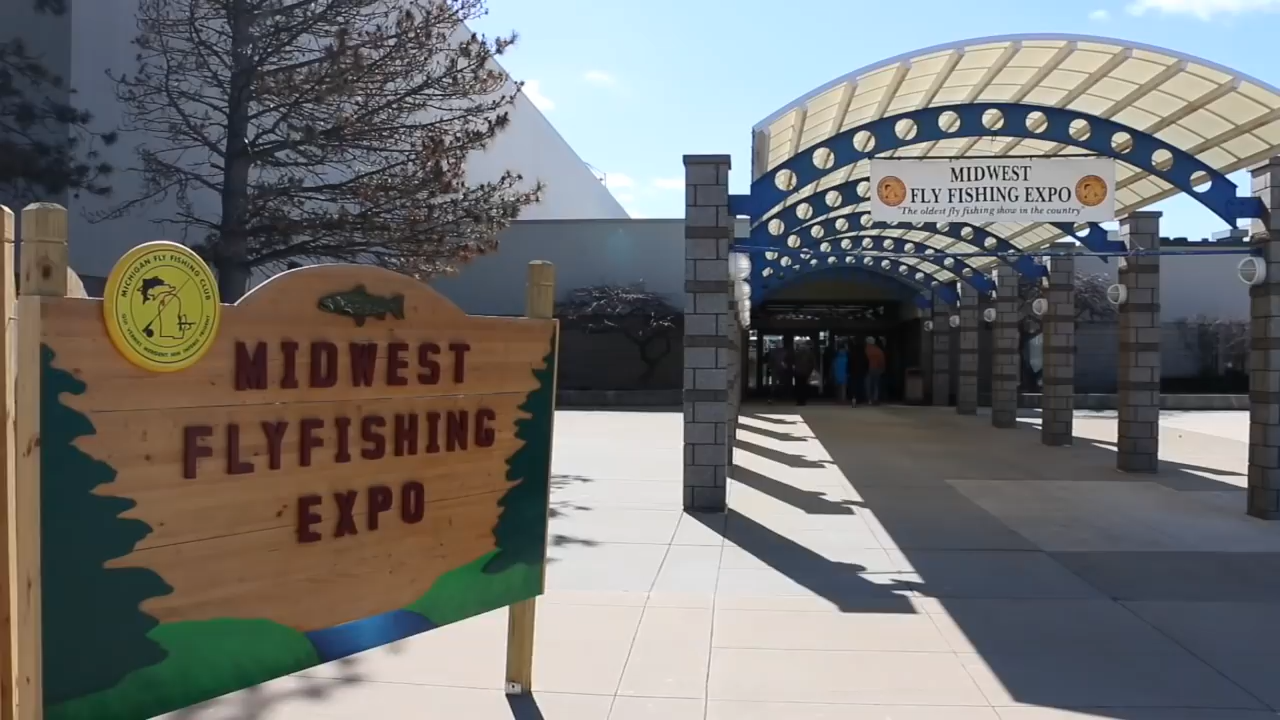 MICHIGAN FLY FISHING CLUB
MIDWEST
FLYFISHING
EXPO
MIDWEST
FLY FISHING EXPO
"The oldest fly fishing show in the country"